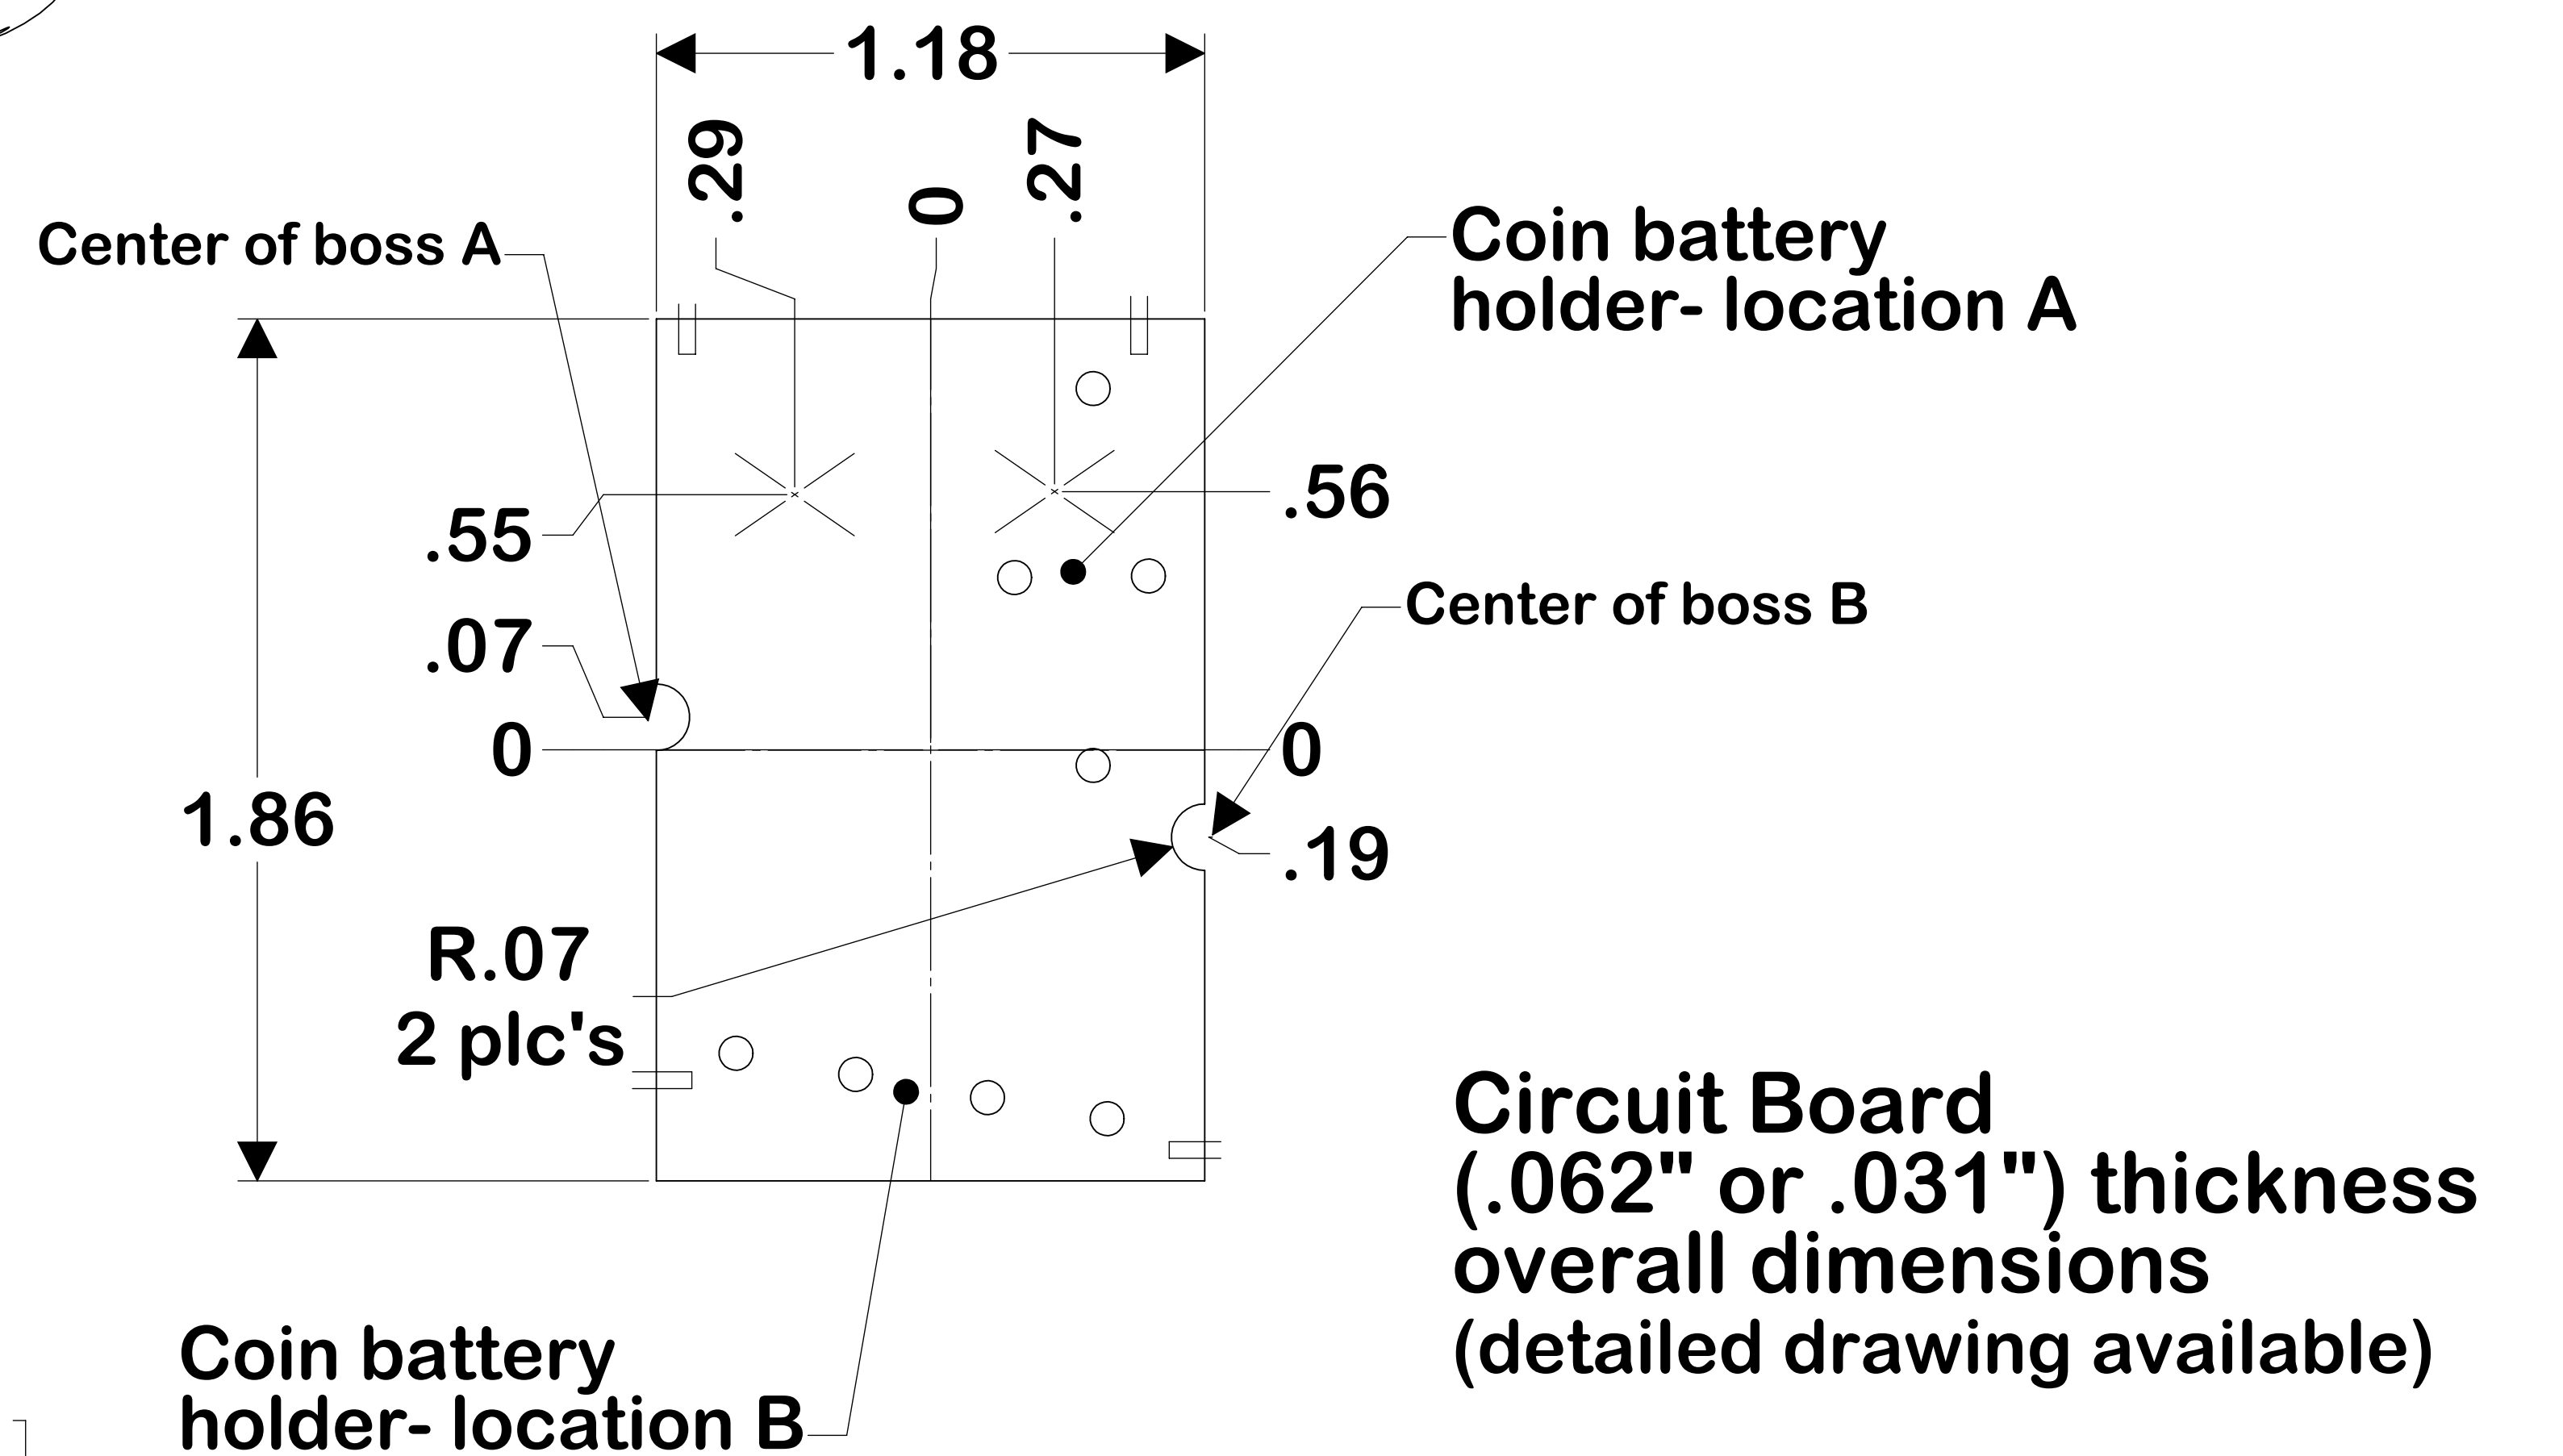 1.18
.29
0
.27
Center of boss A
Coin battery
holder- location A
.55
.56
Center of boss B
.07
0
0
1.86
.19
R.07
2 plc's
Circuit Board
(.062" or .031") thickness
overall dimensions
(detailed drawing available)
Coin battery
holder- location B